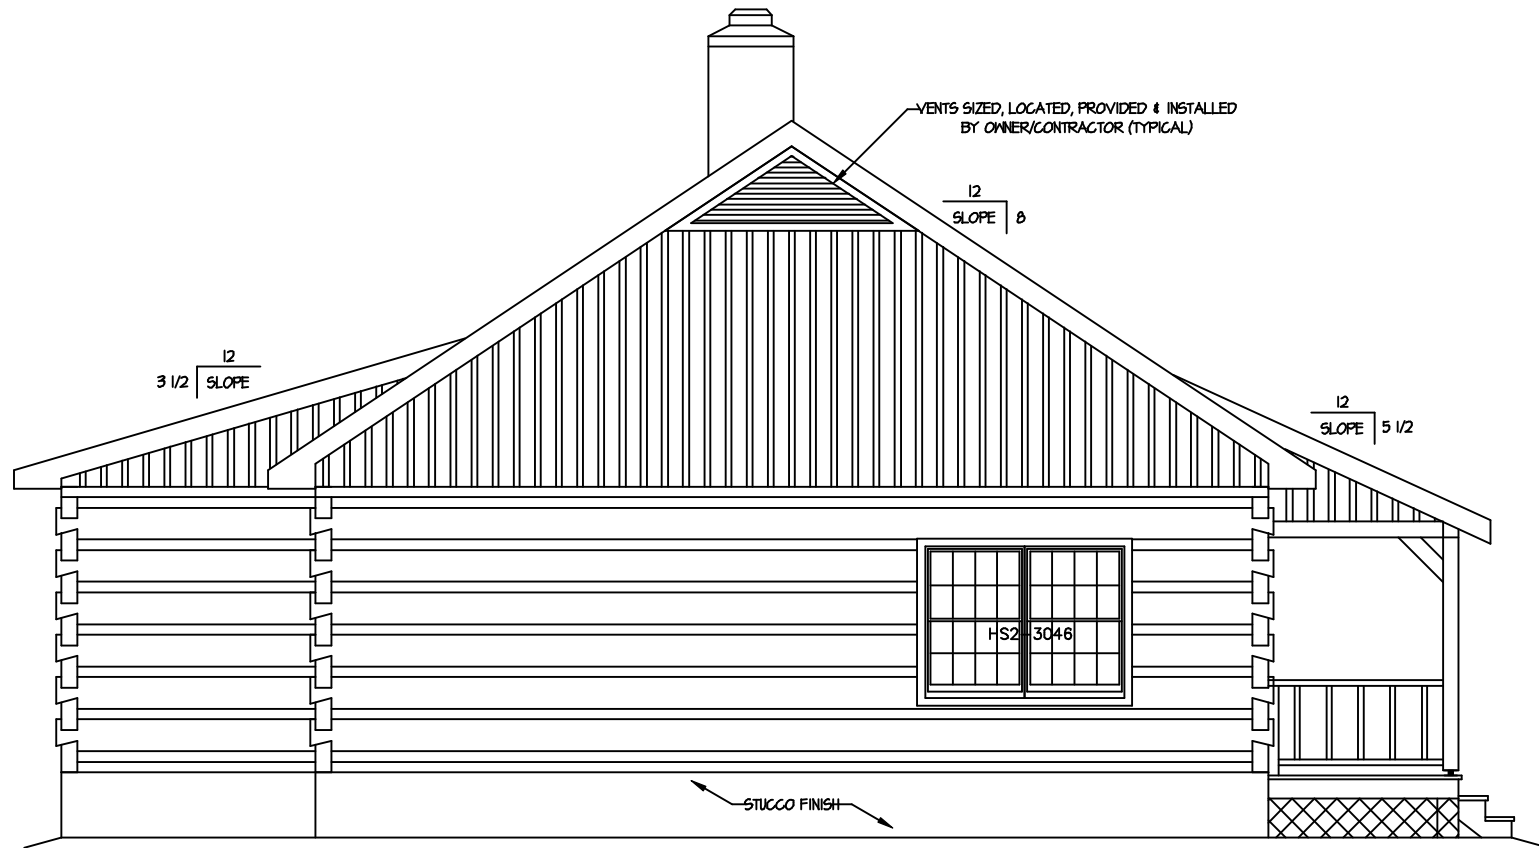 VENTS SIZED, LOCATED, PROVIDED & INSTALLED
BY OWNER/CONTRACTOR (TYPICAL)
12
SLOPE 8
12
3 1/2 SLOPE
12
SLOPE 5 1/2
HS2-3046
STUCCO FINISH